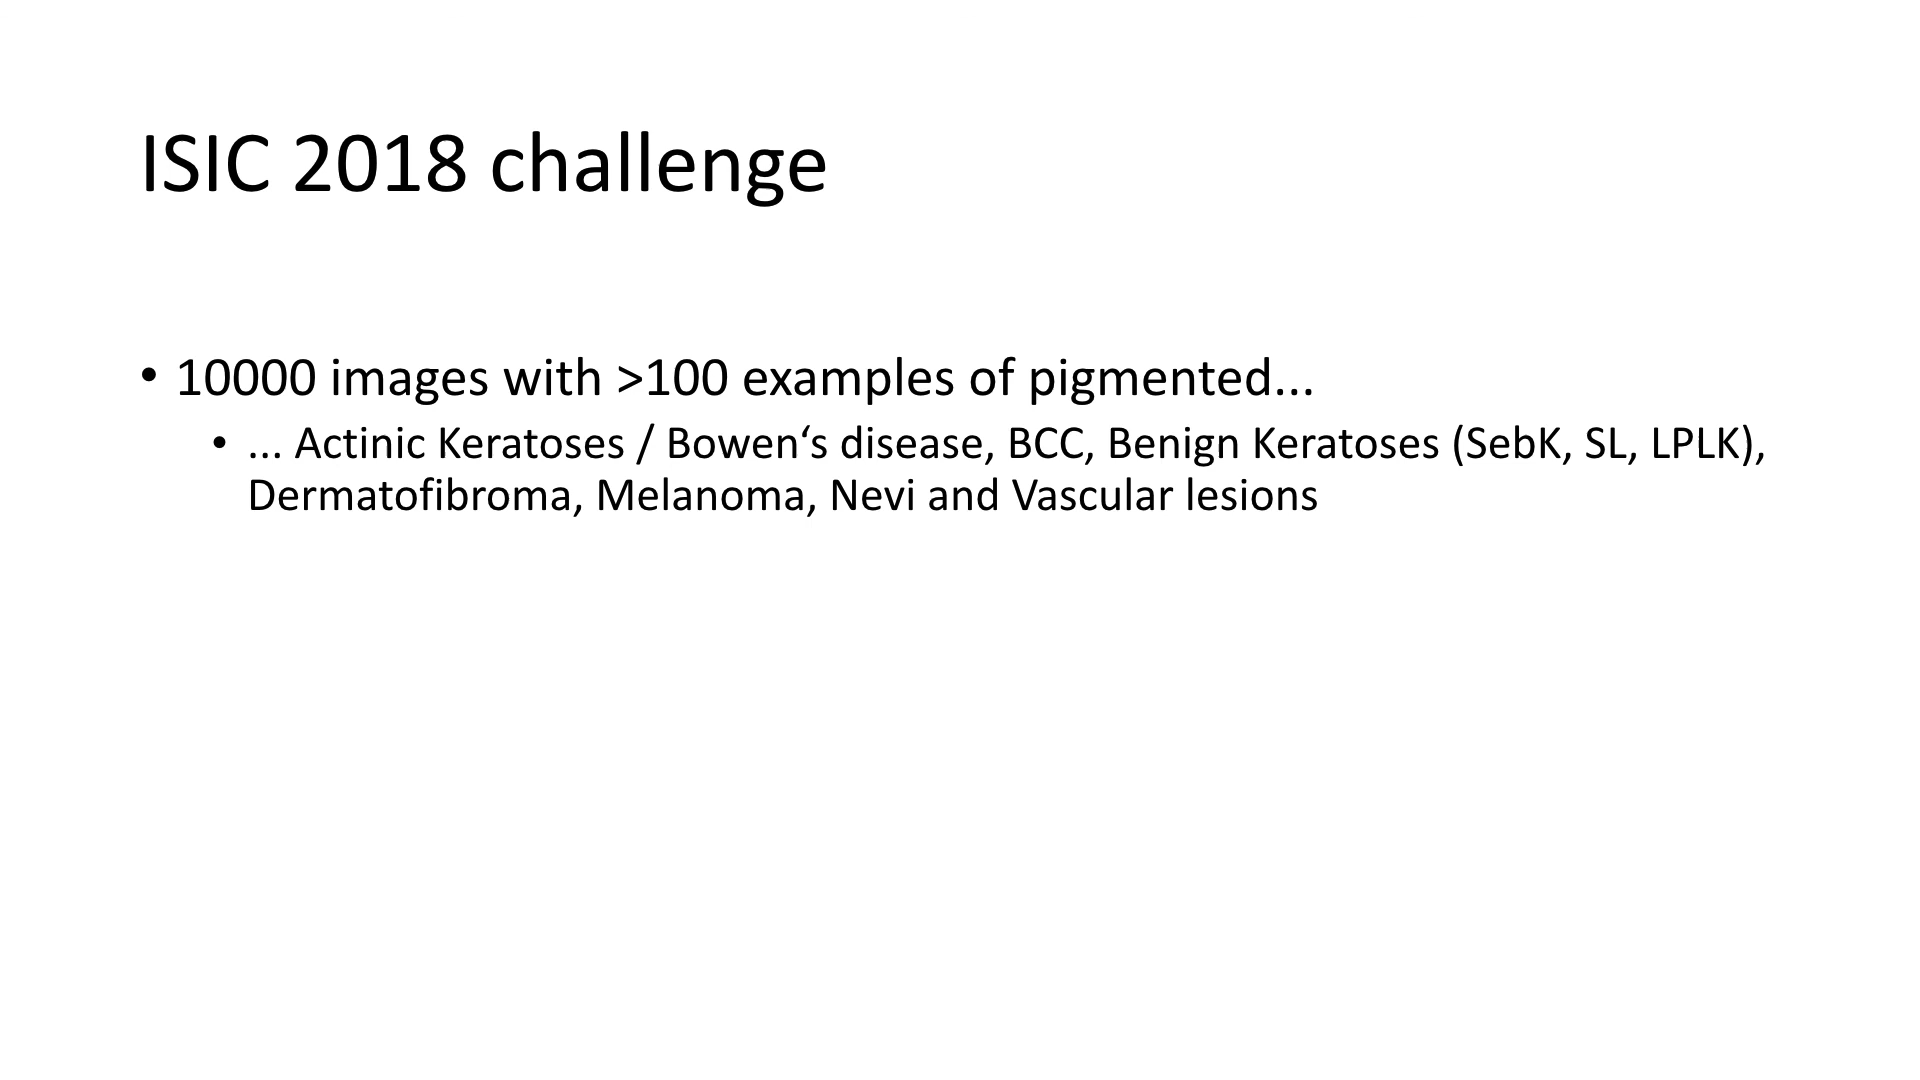 ISIC 2018 challenge
• 10000 images with >100 examples of pigmented...
• ... Actinic Keratoses / Bowen‘s disease, BCC, Benign Keratoses (SebK, SL, LPLK),
Dermatofibroma, Melanoma, Nevi and Vascular lesions